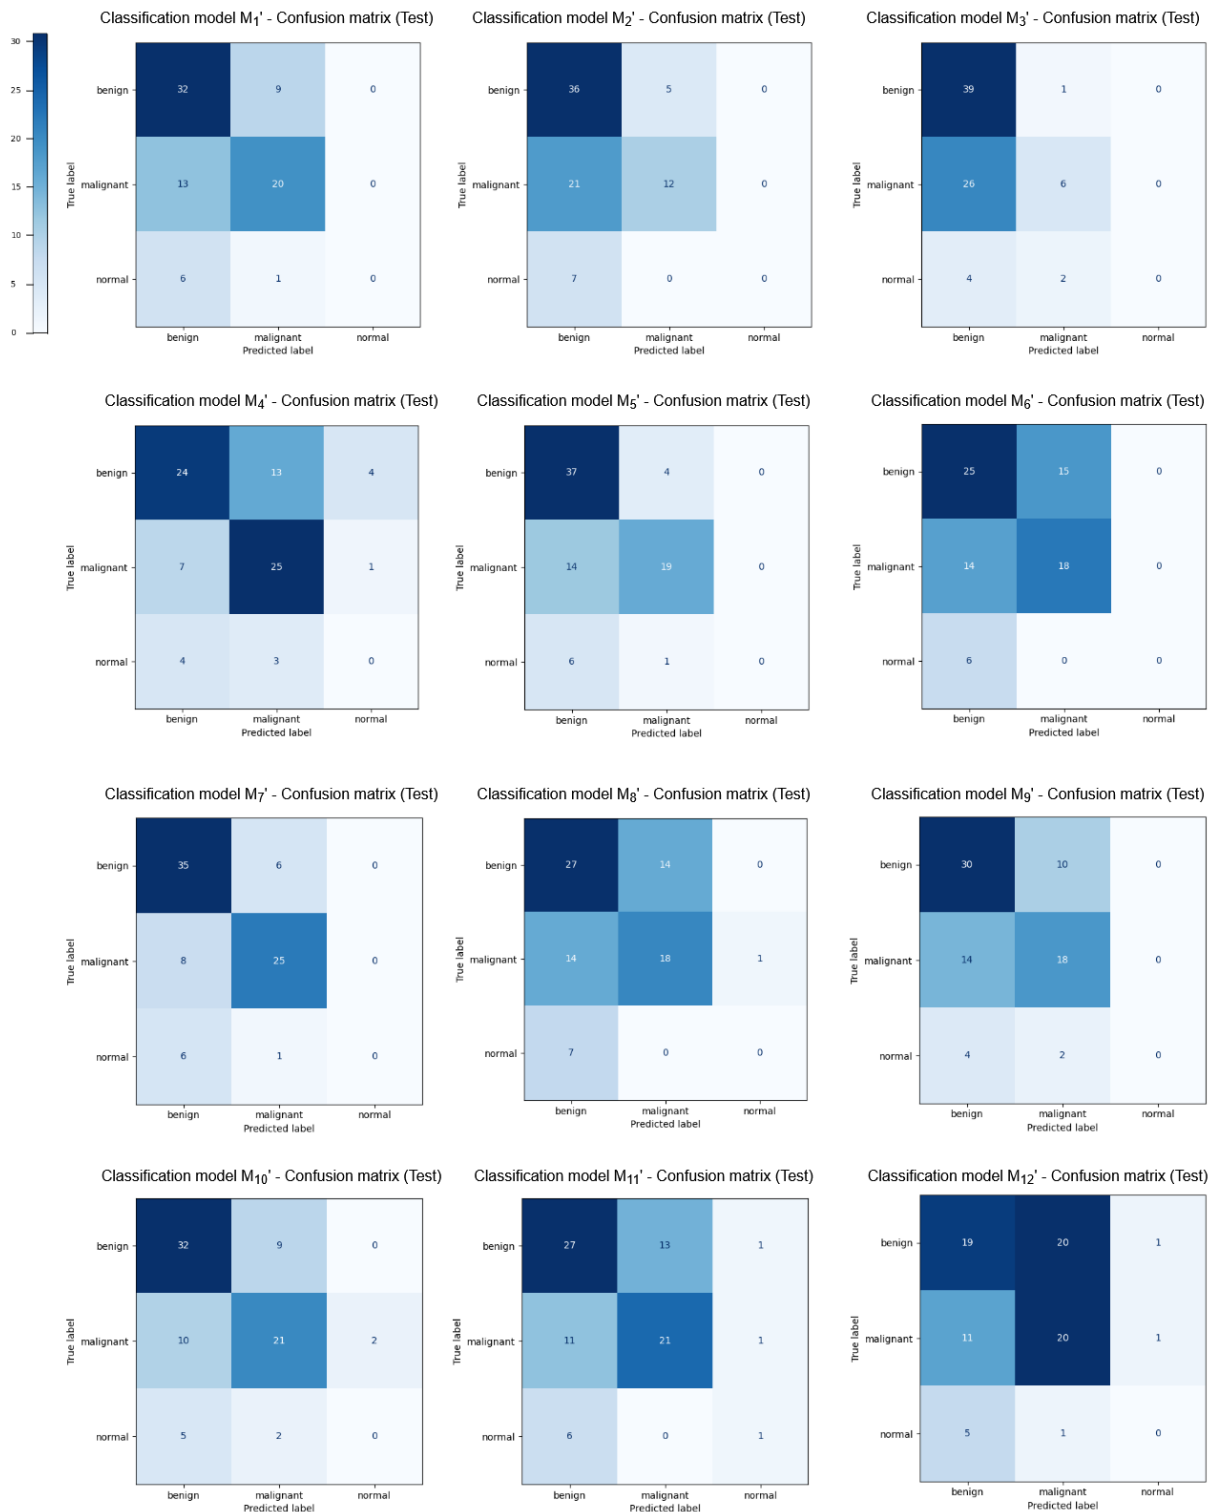 Classification model M1' - Confusion matrix (Test)
Classification model M2' - Confusion matrix (Test)
Classification model M3' - Confusion matrix (Test)
30
25
20
15
10
5
0
True label
benign
malignant
normal
32 9 0
13 20 0
6 1 0
benign malignant normal
Predicted label
True label
benign
malignant
normal
36 5 0
21 12 0
7 0 0
benign malignant normal
Predicted label
True label
benign
malignant
normal
39 1 0
26 6 0
4 2 0
benign malignant normal
Predicted label
Classification model M4' - Confusion matrix (Test)
Classification model M5' - Confusion matrix (Test)
Classification model M6' - Confusion matrix (Test)
True label
benign
malignant
normal
24 13 4
7 25 1
4 3 0
benign malignant normal
Predicted label
True label
benign
malignant
normal
37 4 0
14 19 0
6 1 0
benign malignant normal
Predicted label
True label
benign
malignant
normal
25 15 0
14 18 0
6 0 0
benign malignant normal
Predicted label
Classification model M7' - Confusion matrix (Test)
Classification model M8' - Confusion matrix (Test)
Classification model M9' - Confusion matrix (Test)
True label
benign
malignant
normal
35 6 0
8 25 0
6 1 0
benign malignant normal
Predicted label
True label
benign
malignant
normal
27 14 0
14 18 1
7 0 0
benign malignant normal
Predicted label
True label
benign
malignant
normal
30 10 0
14 18 0
4 2 0
benign malignant normal
Predicted label
Classification model M10' - Confusion matrix (Test)
Classification model M11' - Confusion matrix (Test)
Classification model M12' - Confusion matrix (Test)
True label
benign
malignant
normal
32 9 0
10 21 2
5 2 0
benign malignant normal
Predicted label
True label
benign
malignant
normal
27 13 1
11 21 1
6 0 1
benign malignant normal
Predicted label
True label
benign
malignant
normal
19 20 1
11 20 1
5 1 0
benign malignant normal
Predicted label